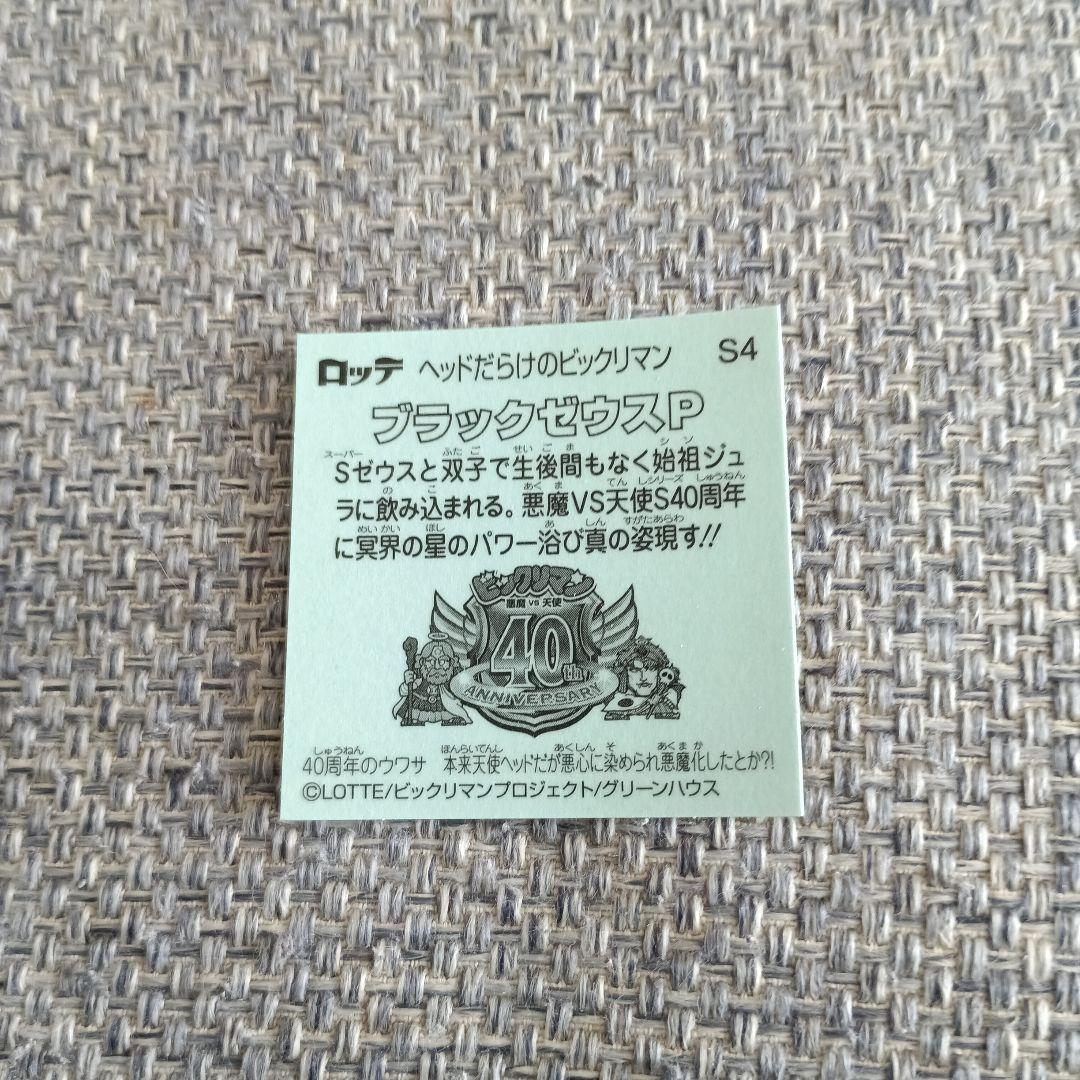 ロッテ ヘッドだらけのビックリマン S4
ブラックゼウスP
スーパー ふたご せいごま シソ
Sゼウスと双子で生後間もなく始祖ジュ
のこ あくま てん しシリーズ しゅうねん
ラに飲み込まれる。悪魔VS天使S40周年
めいかい ほし あ しん すがたあらわ
に冥界の星のパワー浴び真の姿現す!!
ビックリマン
悪魔 VS 天使
40th
ANNIVERSARY
しゅうねん ほんらいてんし あくしん そ あくまか
40周年のウワサ 本来天使ヘッドだが悪心に染められ悪魔化したとか?!
©LOTTE/ビックリマンプロジェクト/グリーンハウス